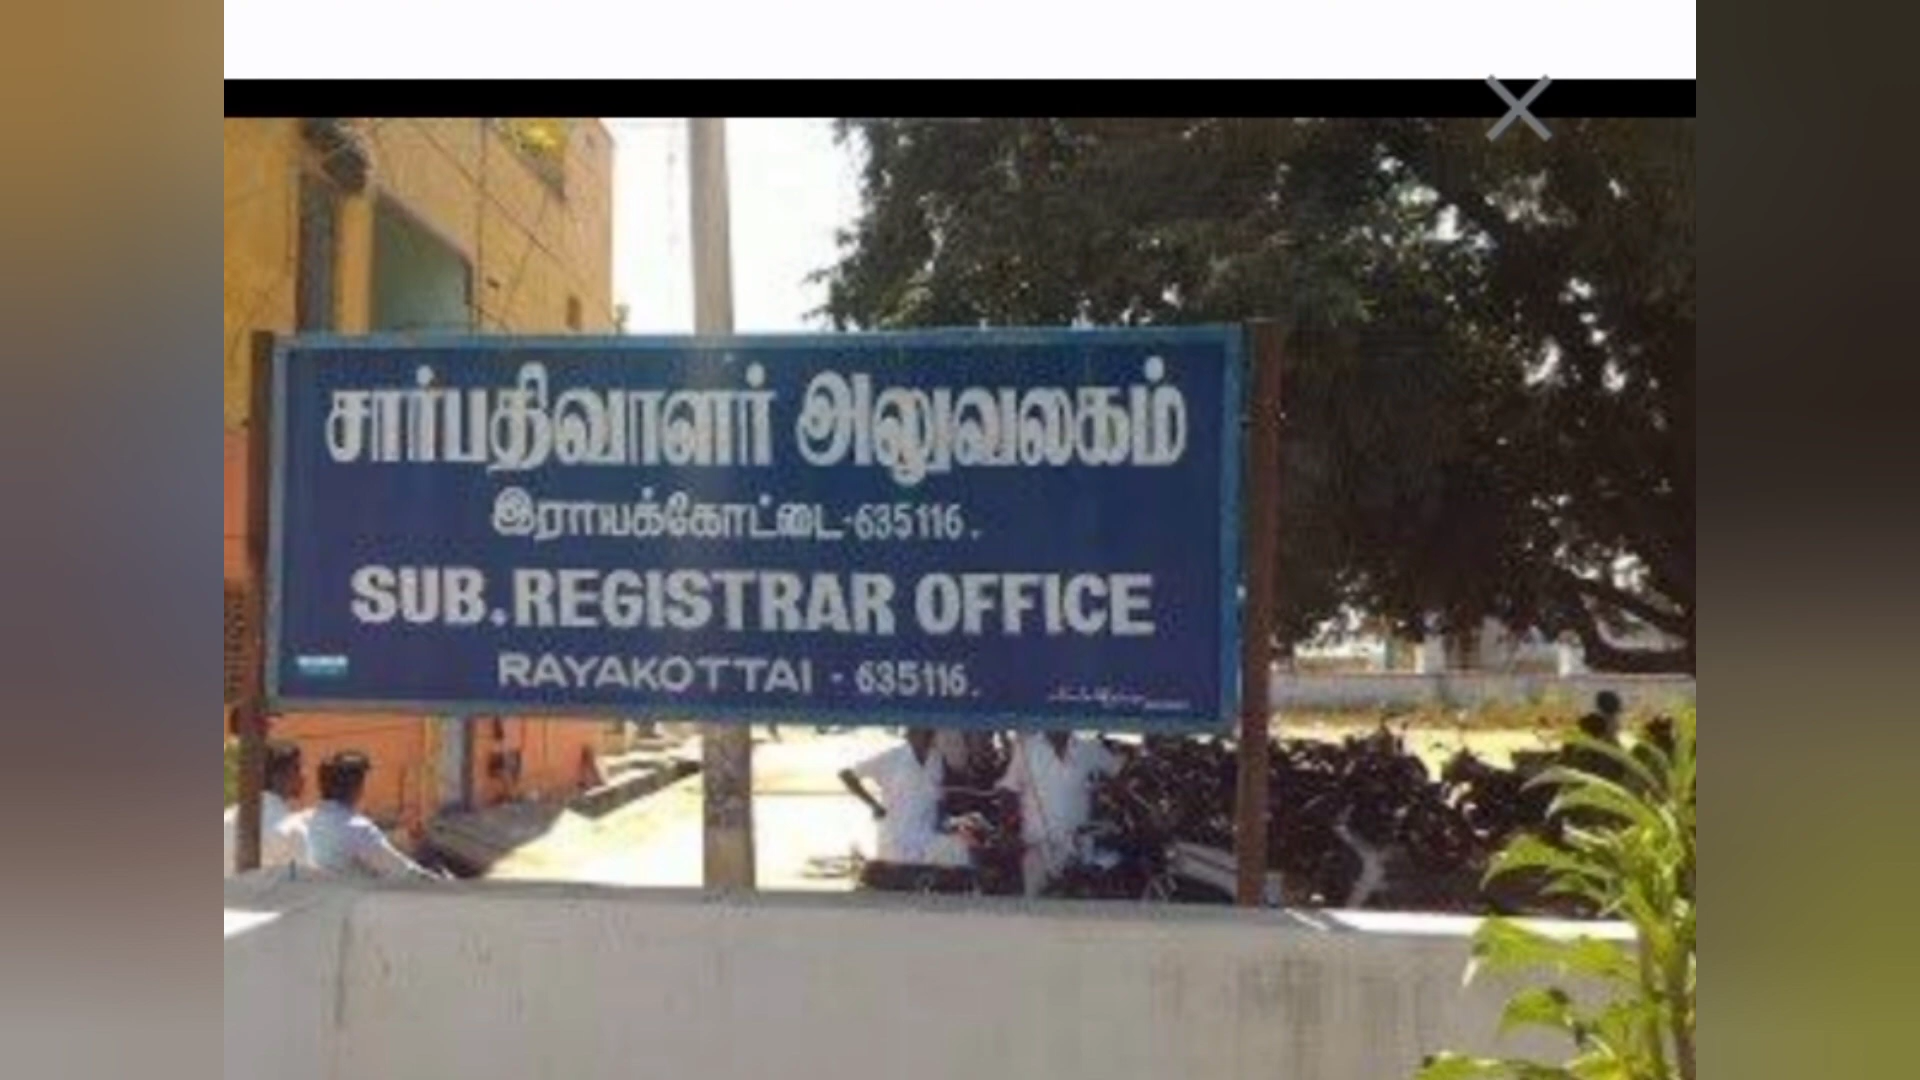 சார்பதிவாளர் அலுவலகம்
இராயக்கோட்டை-635116.
SUB.REGISTRAR OFFICE
RAYAKOTTAI - 635116.